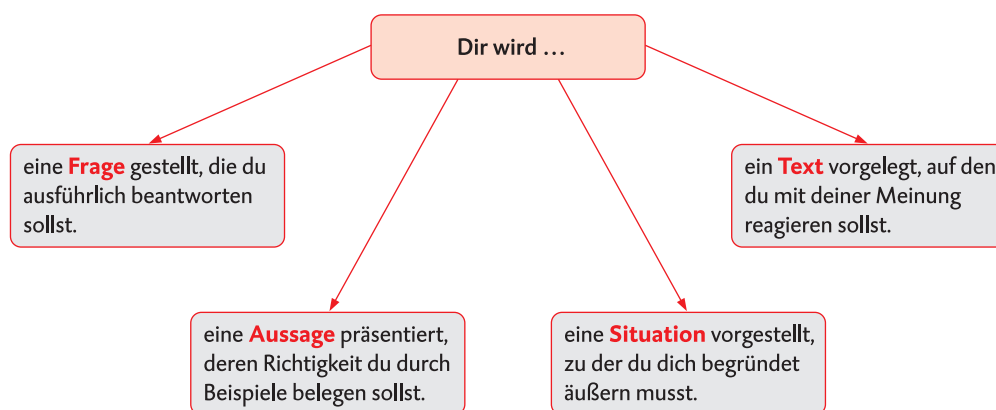 Dir wird …
eine Frage gestellt, die du
ausführlich beantworten
sollst.
ein Text vorgelegt, auf den
du mit deiner Meinung
reagieren sollst.
eine Aussage präsentiert,
deren Richtigkeit du durch
Beispiele belegen sollst.
eine Situation vorgestellt,
zu der du dich begründet
äußern musst.